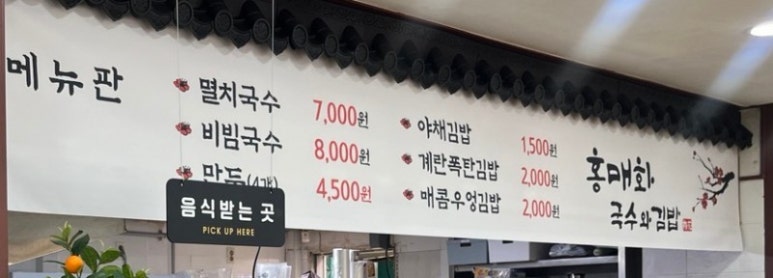 메뉴판
멸치국수 7,000원
비빔국수 8,000원
만두(4개) 4,500원
야채김밥 1,500원
계란폭탄김밥 2,000원
매콤우엉김밥 2,000원
홍매화
국수와김밥
음식받는 곳
PICK UP HERE